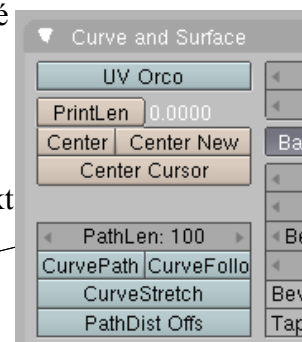 é
Curve and Surface
UV Orco
PrintLen 0.0000
Center Center New Ba
Center Cursor
kt
PathLen: 100 Be
CurvePath CurveFollo
CurveStretch Bev
PathDist Offs Tap